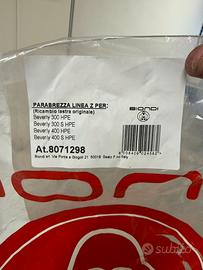 PARABREZZA LINEA Z PER:
(Ricambio lastra originale)
Beverly 300 HPE
Beverly 300 S HPE
Beverly 400 HPE
Beverly 400 S HPE
BIONDI
At.8071298
subito